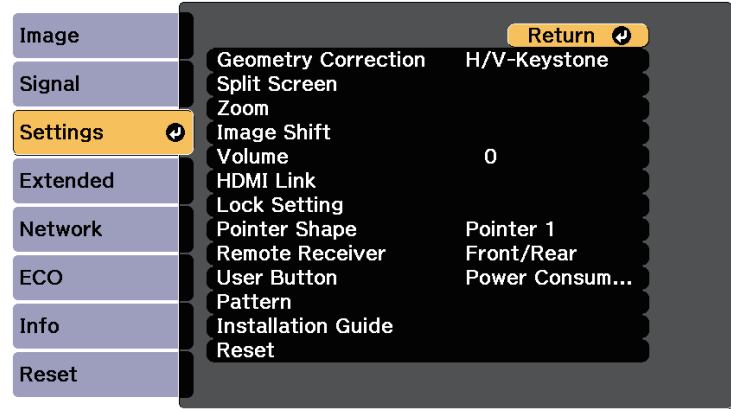 Image
Signal
Settings
Extended
Network
ECO
Info
Reset
Return
Geometry Correction H/V-Keystone
Split Screen
Zoom
Image Shift
Volume 0
HDMI Link
Lock Setting
Pointer Shape Pointer 1
Remote Receiver Front/Rear
User Button Power Consum...
Pattern
Installation Guide
Reset